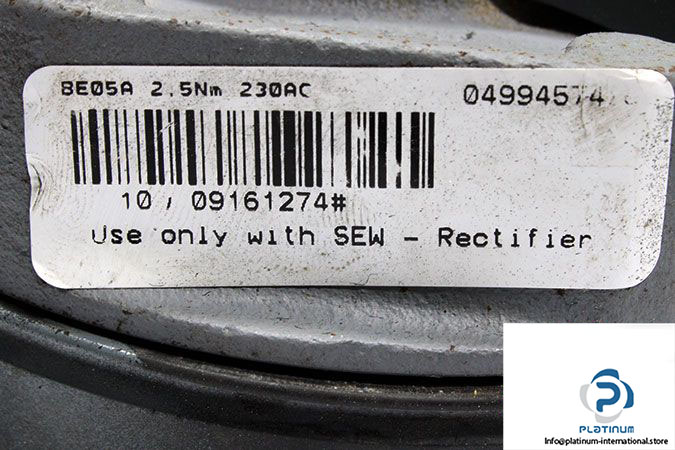 BE05A 2.5Nm 230AC
04994574
10 / 09161274#
Use only with SEW - Rectifier
PLATINUM
Info@platinum-international.store